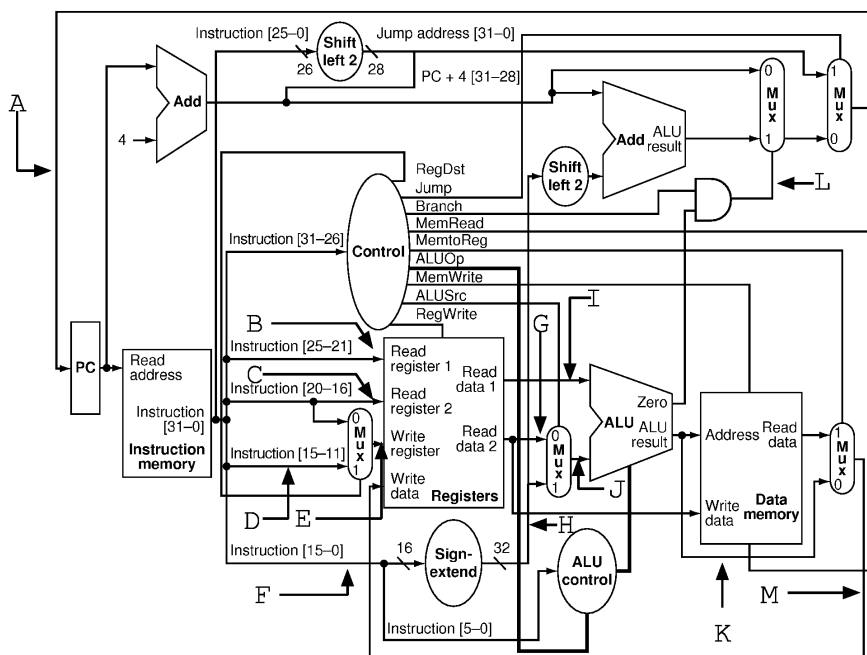 Instruction [25–0]
Shift left 2
Jump address [31–0]
26
28
PC + 4 [31–28]
A
Add
4
0
Mux
1
1
Mux
0
Add
ALU result
Shift left 2
L
RegDst
Jump
Branch
MemRead
MemtoReg
ALUOp
MemWrite
ALUSrc
RegWrite
Control
Instruction [31–26]
B
G
I
PC
Read address
Instruction [31–0]
Instruction memory
Instruction [25–21]
C
Instruction [20–16]
Instruction [15–11]
0
Mux
1
D
E
Read register 1
Read register 2
Write register
Write data
Read data 1
Read data 2
Registers
0
Mux
1
Zero
ALU
ALU result
J
H
Address
Read data
Write data
Data memory
1
Mux
0
Instruction [15–0]
16
Sign-extend
32
ALU control
F
Instruction [5–0]
K
M